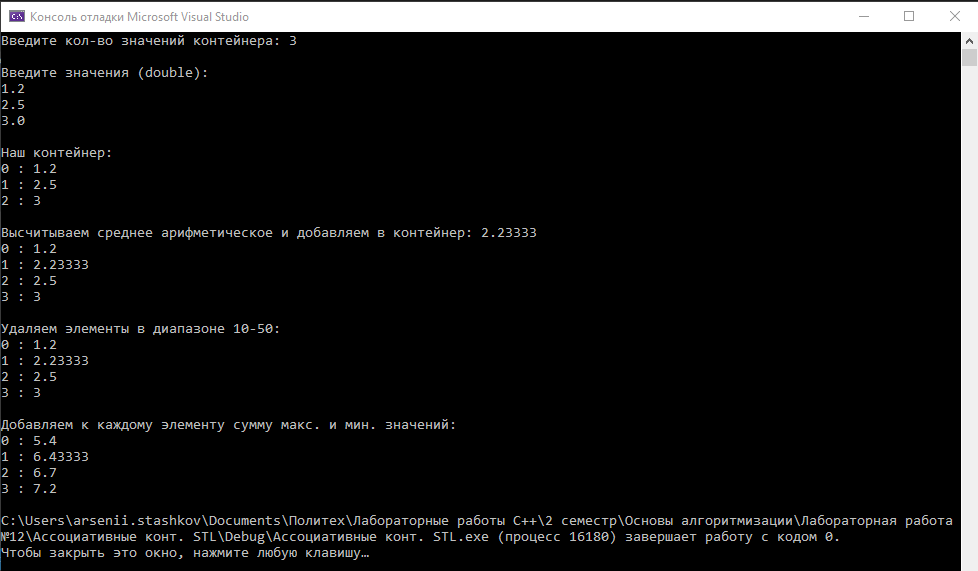 Консоль отладки Microsoft Visual Studio
Введите кол-во значений контейнера: 3
Введите значения (double):
1.2
2.5
3.0
Наш контейнер:
0 : 1.2
1 : 2.5
2 : 3
Высчитываем среднее арифметическое и добавляем в контейнер: 2.23333
0 : 1.2
1 : 2.23333
2 : 2.5
3 : 3
Удаляем элементы в диапазоне 10-50:
0 : 1.2
1 : 2.23333
2 : 2.5
3 : 3
Добавляем к каждому элементу сумму макс. и мин. значений:
0 : 5.4
1 : 6.43333
2 : 6.7
3 : 7.2
C:\Users\arsenii.stashkov\Documents\Политех\Лабораторные работы C++\2 семестр\Основы алгоритмизации\Лабораторная работа
№12\Ассоциативные конт. STL\Debug\Ассоциативные конт. STL.exe (процесс 16180) завершает работу с кодом 0.
Чтобы закрыть это окно, нажмите любую клавишу…